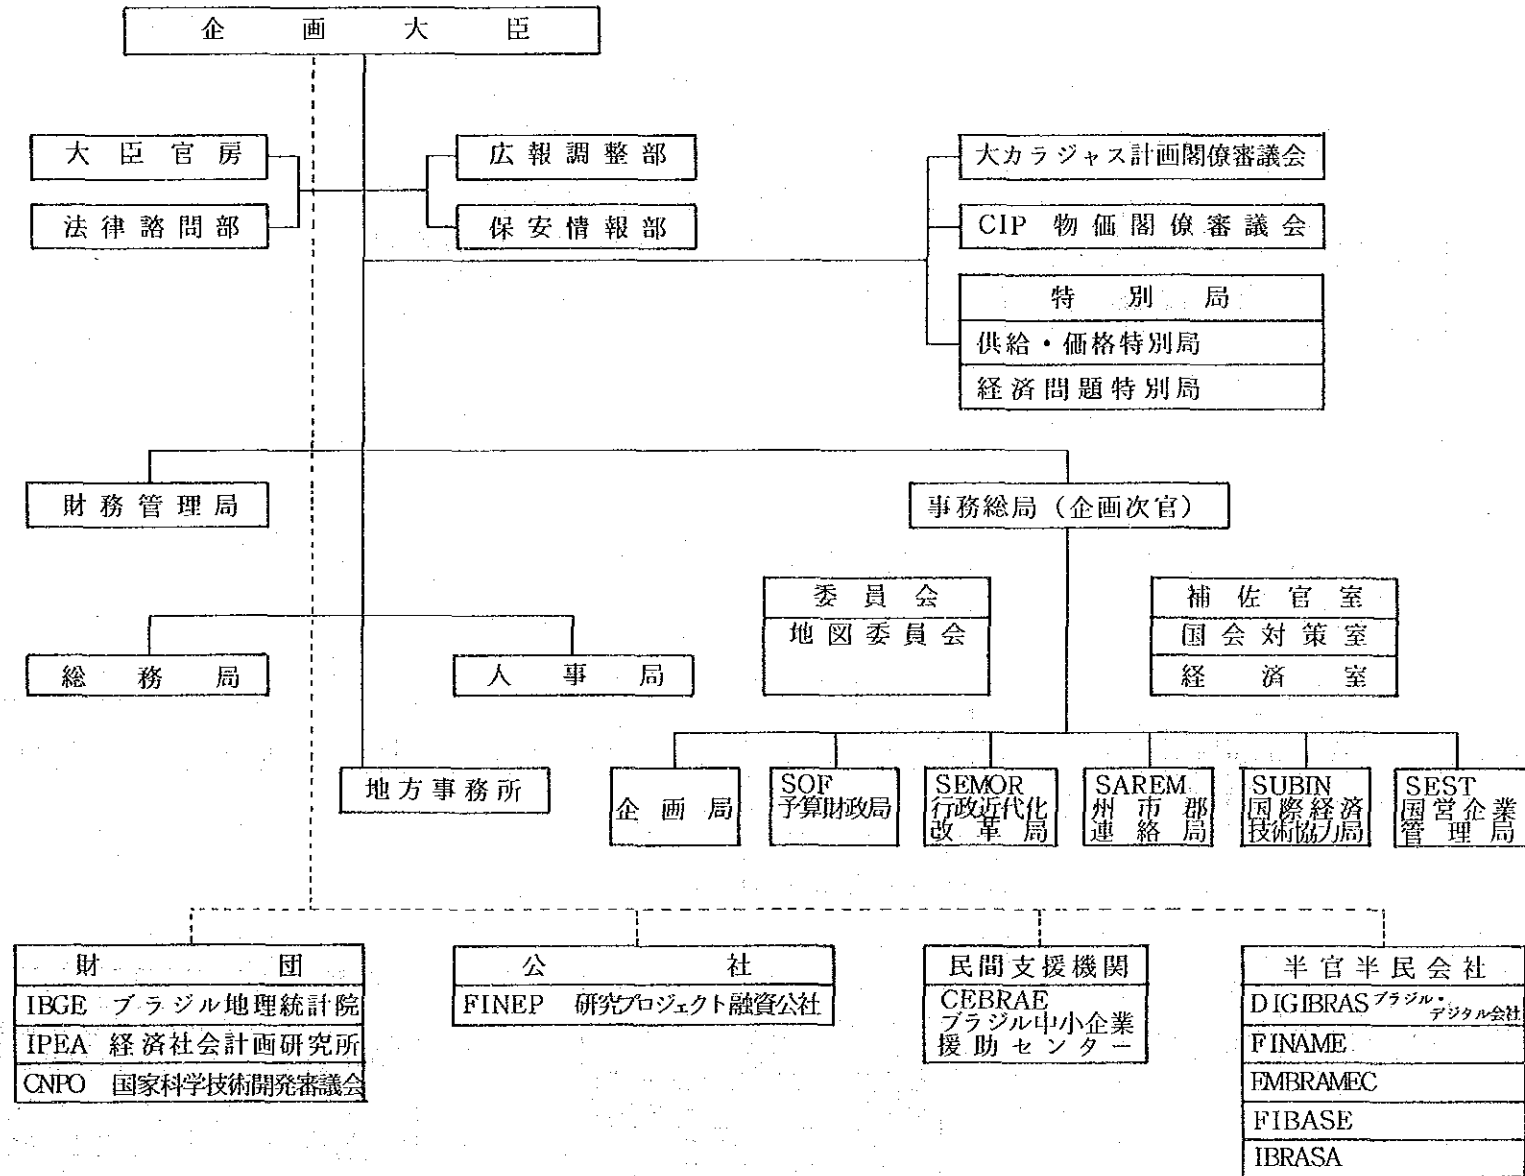 企画大臣
大臣官房
広報調整部
大カラジャス計画閣僚審議会
法律諮問部
保安情報部
CIP 物価閣僚審議会
特別局
供給・価格特別局
経済問題特別局
財務管理局
事務総局（企画次官）
委員会
地図委員会
補佐官室
国会対策室
経済室
総務局
人事局
地方事務所
企画局
SOF
予算財政局
SEMOR
行政近代化
改革局
SAREM
州市郡
連絡局
SUBIN
国際経済
技術協力局
SEST
国営企業
管理局
財団
IBGE ブラジル地理統計院
IPEA 経済社会計画研究所
CNPO 国家科学技術開発審議会
公社
FINEP 研究プロジェクト融資公社
民間支援機関
CEBRAE
ブラジル中小企業
援助センター
半官半民会社
DIGIBRAS ブラジル・
デジタル会社
FINAME
EMBRAMEC
FIBASE
IBRASA